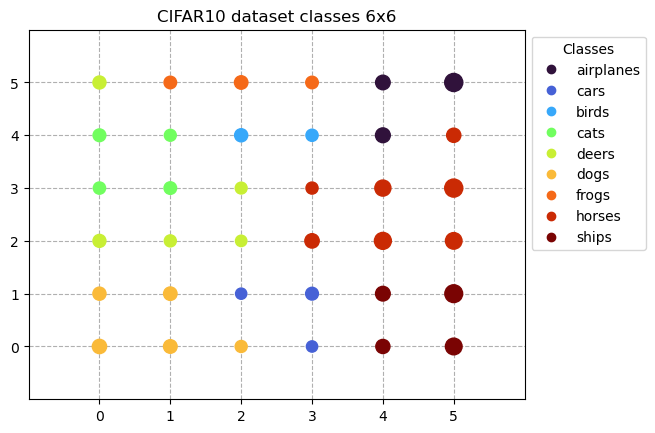 CIFAR10 dataset classes 6x6
Classes
airplanes
cars
birds
cats
deers
dogs
frogs
horses
ships
5
4
3
2
1
0
0 1 2 3 4 5